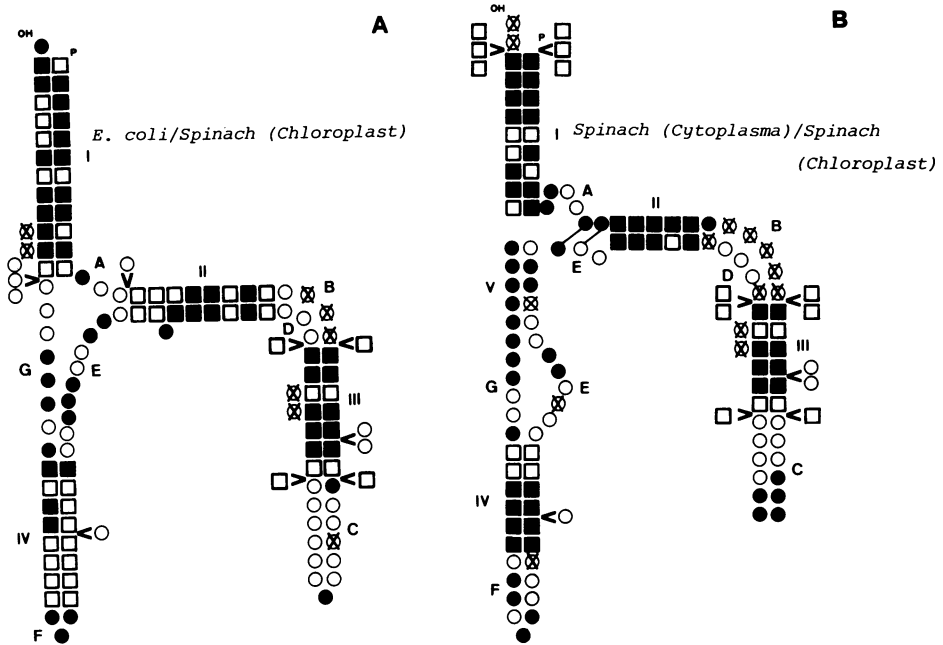 A
OH
P
E. coli/Spinach (Chloroplast)
I
A
II
B
D
G
E
III
C
IV
F
B
OH
P
I
Spinach (Cytoplasma)/Spinach
(Chloroplast)
A
II
B
E
D
V
III
G
E
C
IV
F